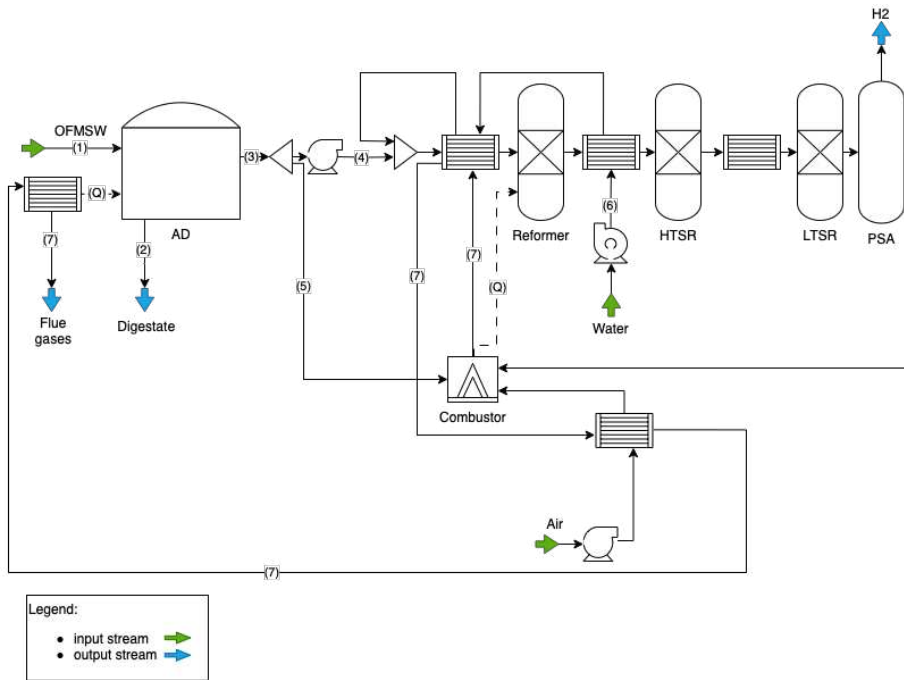 H2
OFMSW
(1)
(3)
(4)
(Q)
AD
Reformer
HTSR
LTSR
PSA
(7)
(2)
(5)
(7)
(7)
(Q)
(6)
C
Flue
gases
Digestate
Water
Combustor
Air
(7)
Legend:
• input stream
• output stream